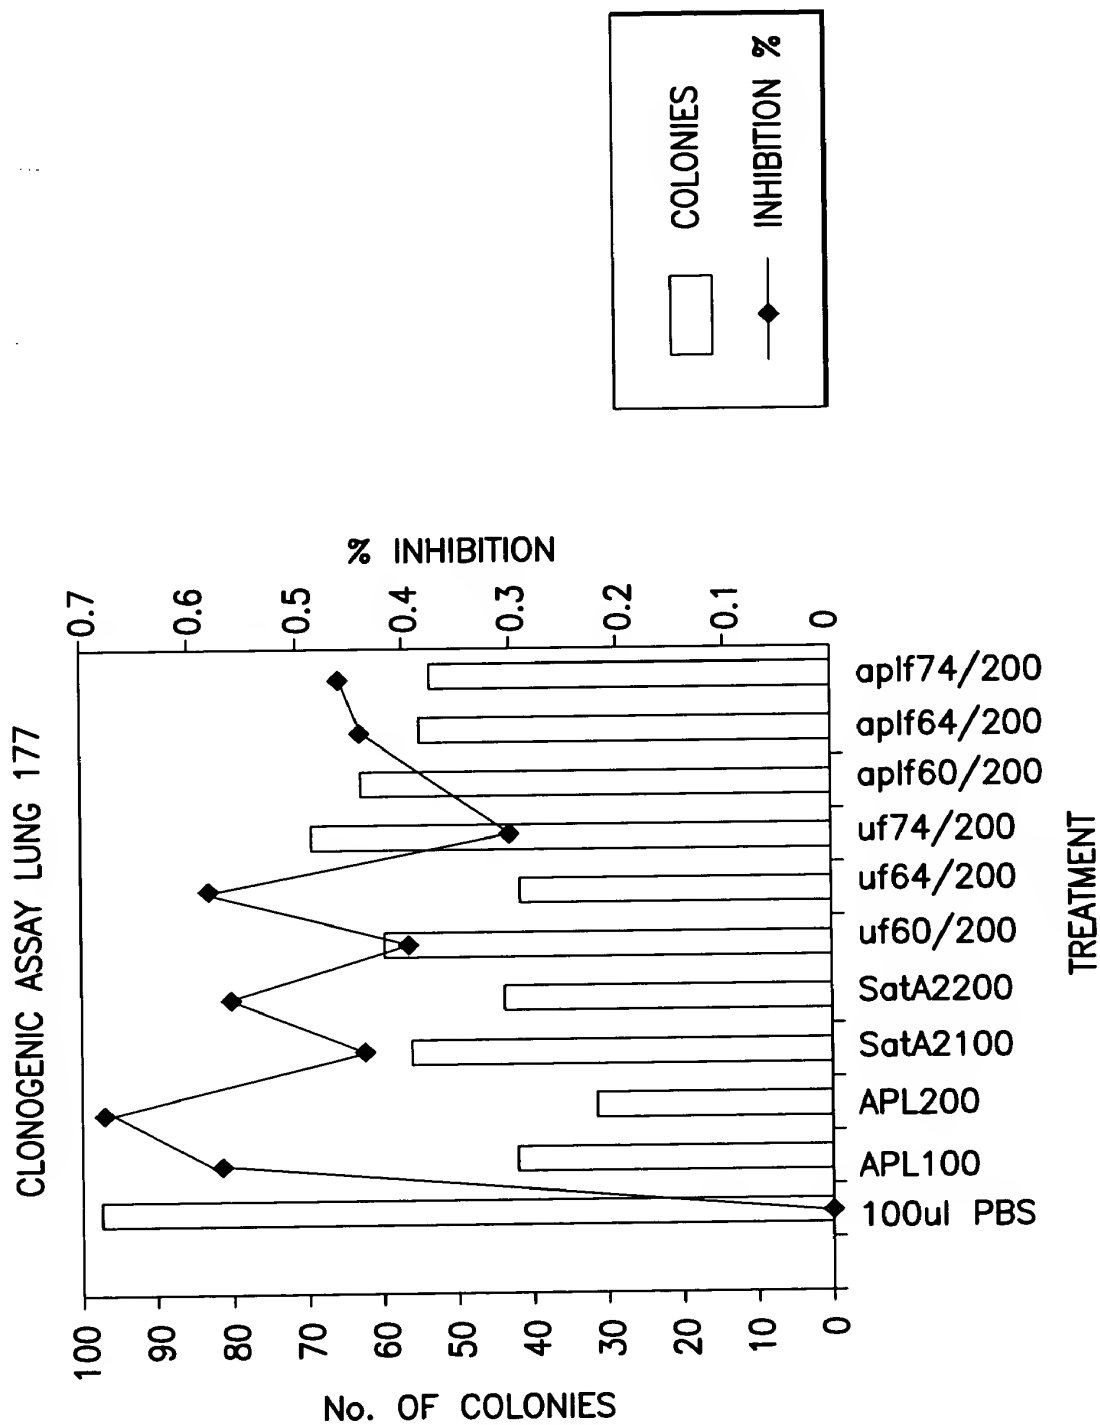 CLONOGENIC ASSAY LUNG 177
No. OF COLONIES
100
90
80
70
60
50
40
30
20
10
0
% INHIBITION
0.7
0.6
0.5
0.4
0.3
0.2
0.1
0
100ul PBS
APL100
APL200
SatA2100
SatA2200
uf60/200
uf64/200
uf74/200
aplf60/200
aplf64/200
aplf74/200
TREATMENT
COLONIES
INHIBITION %